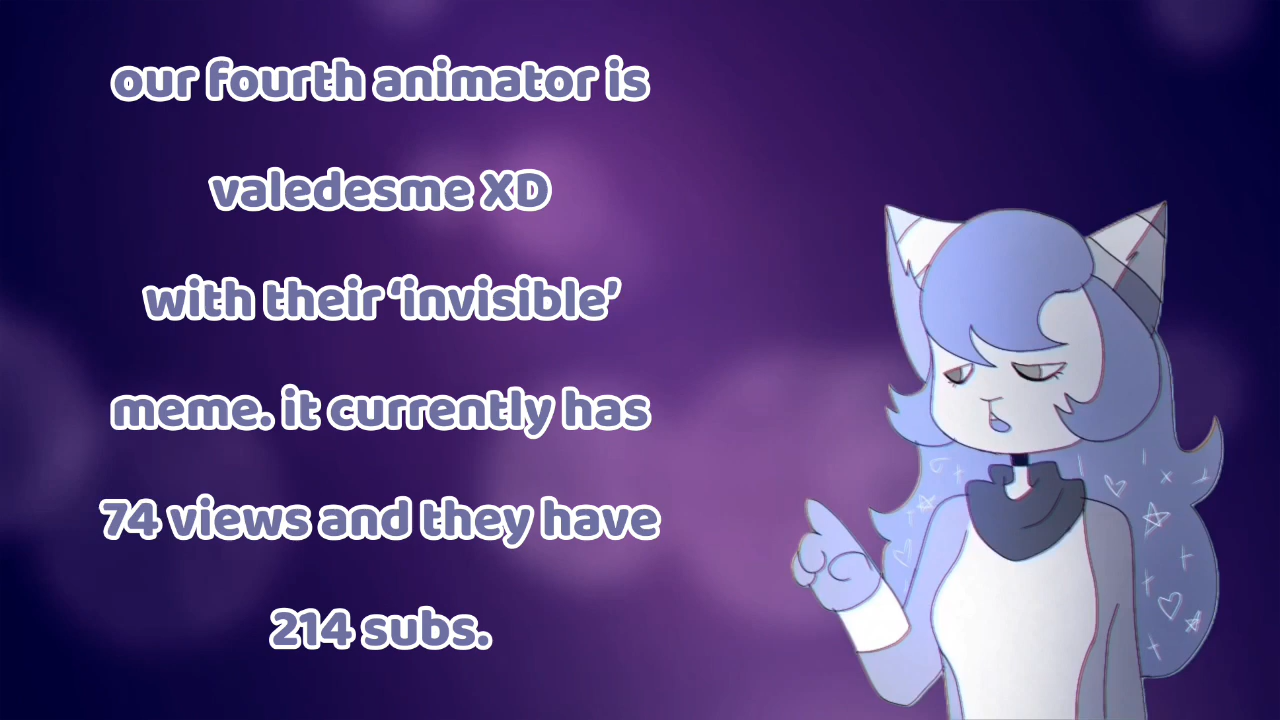 our fourth animator is
valedesme XD
with their ‘invisible’
meme. it currently has
74 views and they have
214 subs.